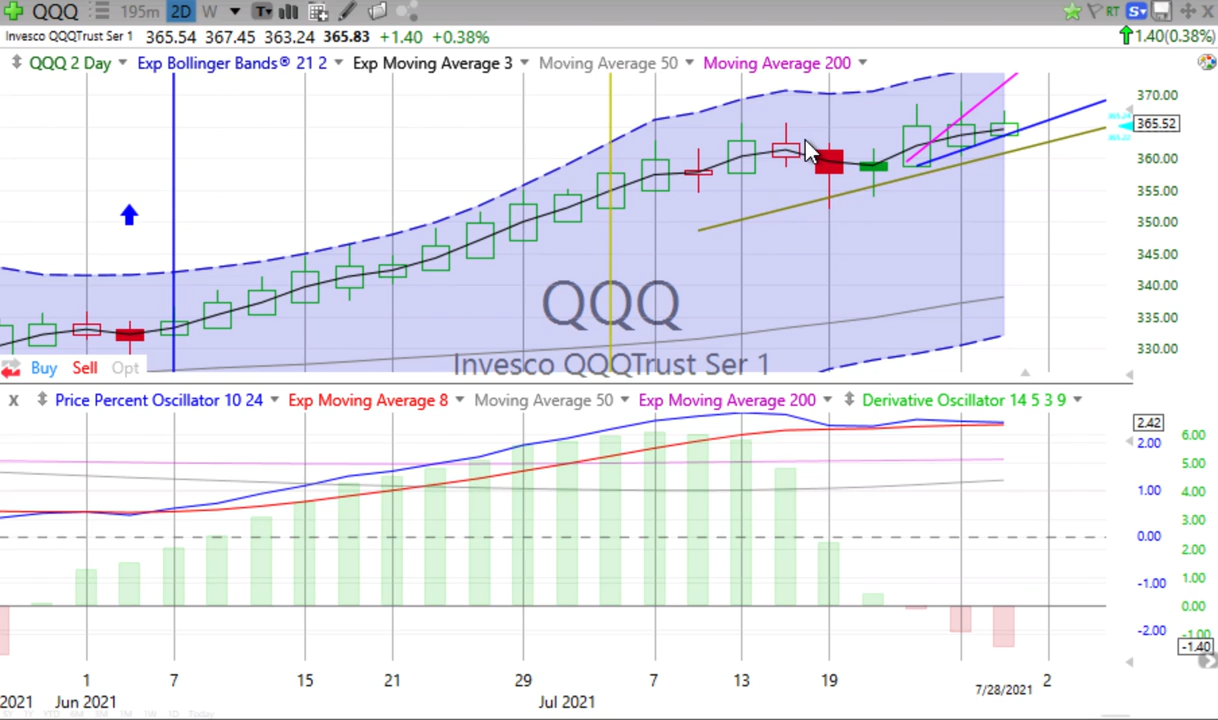 QQQ 195m 2D W T RT S
Invesco QQQTrust Ser 1 365.54 367.45 363.24 365.83 +1.40 +0.38% 1.40(0.38%)
QQQ 2 Day Exp Bollinger Bands® 21 2 Exp Moving Average 3 Moving Average 50 Moving Average 200
370.00
365.52
360.00
355.00
350.00
345.00
340.00
335.00
330.00
QQQ
Invesco QQQTrust Ser 1
Buy Sell Opt
X Price Percent Oscillator 10 24 Exp Moving Average 8 Moving Average 50 Exp Moving Average 200 Derivative Oscillator 14 5 3 9
2.42
2.00 6.00
5.00
1.00 4.00
3.00
0.00 2.00
-1.00 1.00
0.00
-2.00 -1.00
-1.40
1 7 15 21 29 7 13 19 7/28/2021 2
2021 Jun 2021 Jul 2021